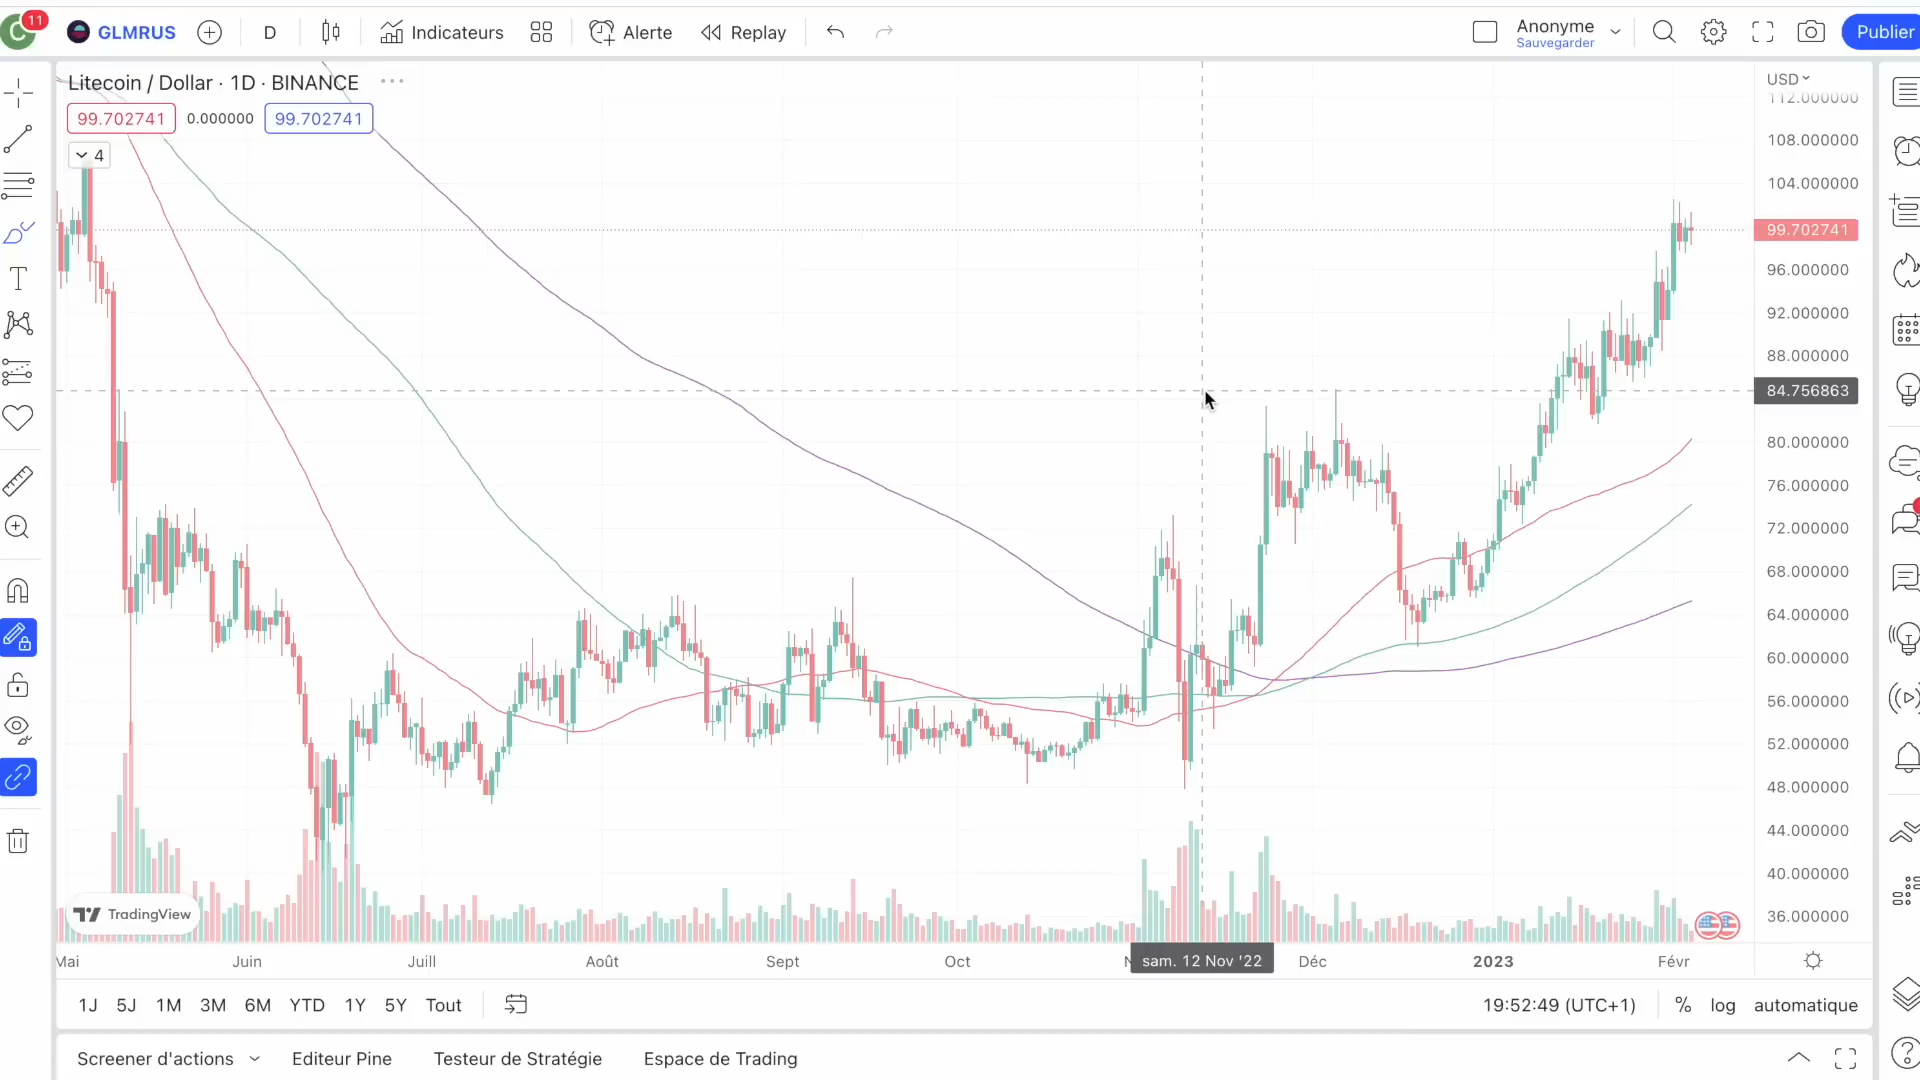 C 11 GLMRUS D Indicateurs Alerte Replay Anonyme Publier
Sauvegarder
Litecoin / Dollar · 1D · BINANCE
99.702741 0.000000 99.702741
4
USD
112.000000
108.000000
104.000000
99.702741
96.000000
92.000000
88.000000
84.756863
80.000000
76.000000
72.000000
68.000000
64.000000
60.000000
56.000000
52.000000
48.000000
44.000000
40.000000
36.000000
TradingView
Mai Juin Juill Août Sept Oct sam. 12 Nov '22 Déc 2023 Févr
1J 5J 1M 3M 6M YTD 1Y 5Y Tout 19:52:49 (UTC+1) % log automatique
Screener d'actions Editeur Pine Testeur de Stratégie Espace de Trading